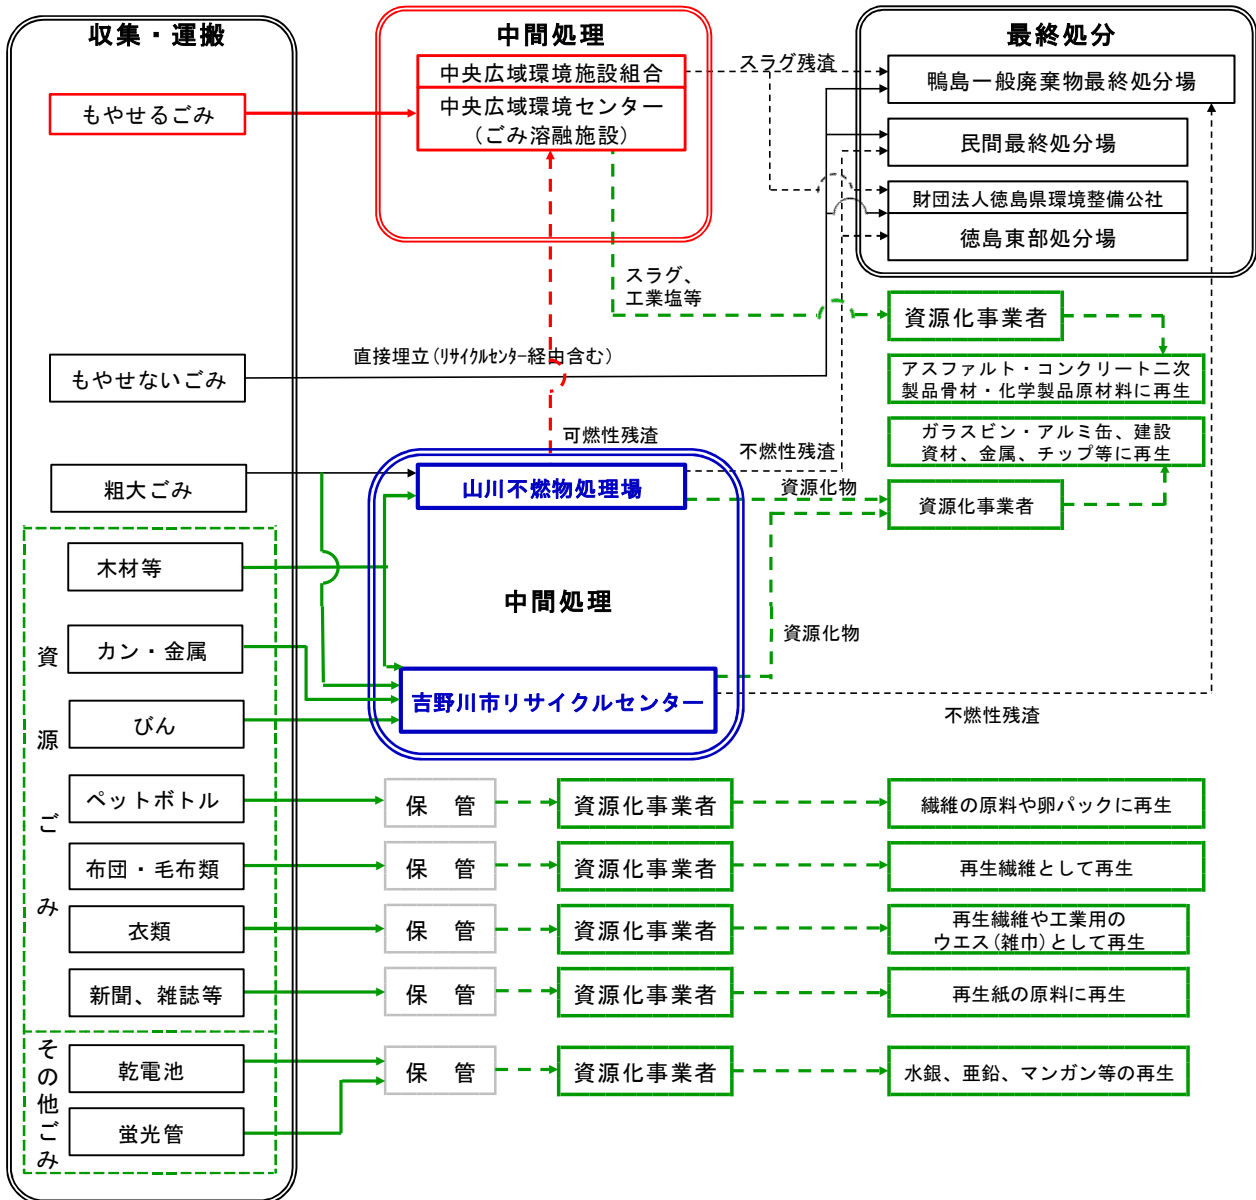 収集・運搬
中間処理
最終処分
中央広域環境施設組合
中央広域環境センター
(ごみ溶融施設)
スラグ残渣
鴨島一般廃棄物最終処分場
民間最終処分場
財団法人徳島県環境整備公社
徳島東部処分場
もやせるごみ
スラグ、
工業塩等
資源化事業者
アスファルト・コンクリート二次
製品骨材・化学製品原材料に再生
直接埋立(リサイクルセンター経由含む)
もやせないごみ
可燃性残渣
不燃性残渣
ガラスビン・アルミ缶、建設
資材、金属、チップ等に再生
粗大ごみ
山川不燃物処理場
資源化物
資源化事業者
木材等
中間処理
資源化物
資源ごみ
カン・金属
吉野川市リサイクルセンター
不燃性残渣
びん
ペットボトル
保 管
資源化事業者
繊維の原料や卵パックに再生
布団・毛布類
保 管
資源化事業者
再生繊維として再生
衣類
保 管
資源化事業者
再生繊維や工業用の
ウエス(雑巾)として再生
新聞、雑誌等
保 管
資源化事業者
再生紙の原料に再生
その他ごみ
乾電池
保 管
資源化事業者
水銀、亜鉛、マンガン等の再生
蛍光管